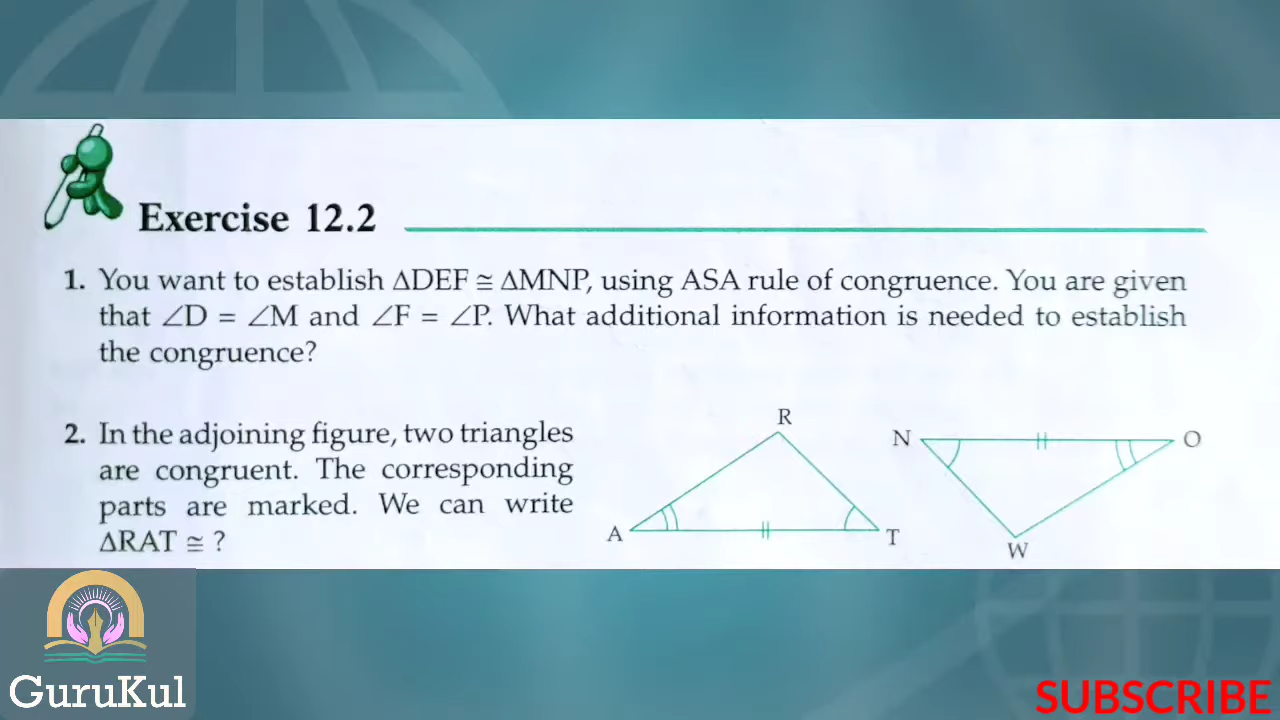 Exercise 12.2
1. You want to establish ΔDEF ≅ ΔMNP, using ASA rule of congruence. You are given
that ∠D = ∠M and ∠F = ∠P. What additional information is needed to establish
the congruence?
2. In the adjoining figure, two triangles
are congruent. The corresponding
parts are marked. We can write
ΔRAT ≅ ?
R
A
T
N
O
W
GuruKul
SUBSCRIBE